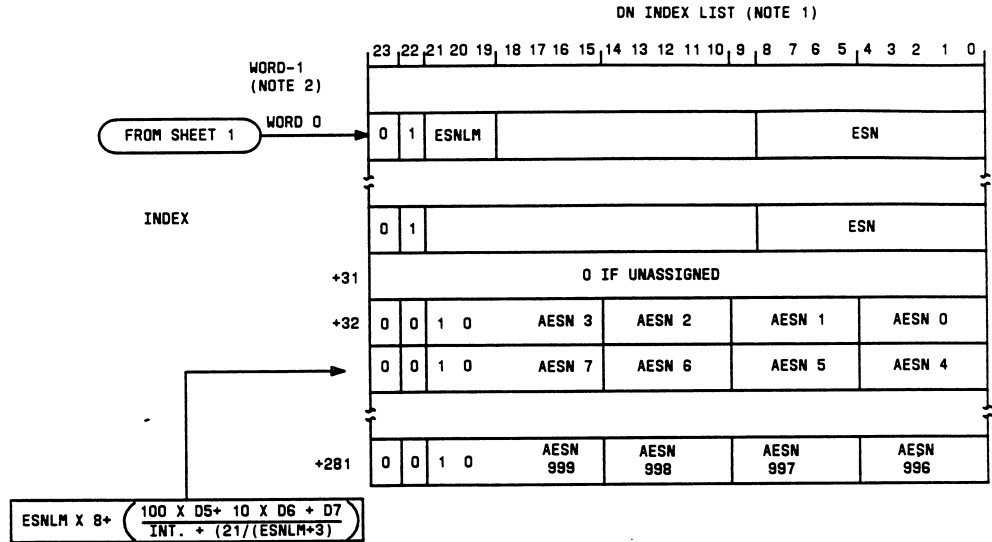 DN INDEX LIST (NOTE 1)
23 22 21 20 19 18 17 16 15 14 13 12 11 10 9 8 7 6 5 4 3 2 1 0
WORD-1
(NOTE 2)
FROM SHEET 1 WORD 0 0 1 ESNLM ESN
INDEX 0 1 ESN
+31 0 IF UNASSIGNED
+32 0 0 1 0 AESN 3 AESN 2 AESN 1 AESN 0
0 0 1 0 AESN 7 AESN 6 AESN 5 AESN 4
+281 0 0 1 0 AESN 999 AESN 998 AESN 997 AESN 996
ESNLM X 8+ ( 100 X D5+ 10 X D6 + D7
INT. + (21/(ESNLM+3) )